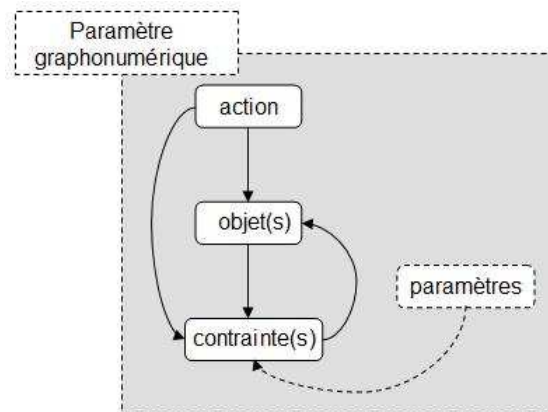 Paramètre
graphonumérique
action
objet(s)
paramètres
contrainte(s)